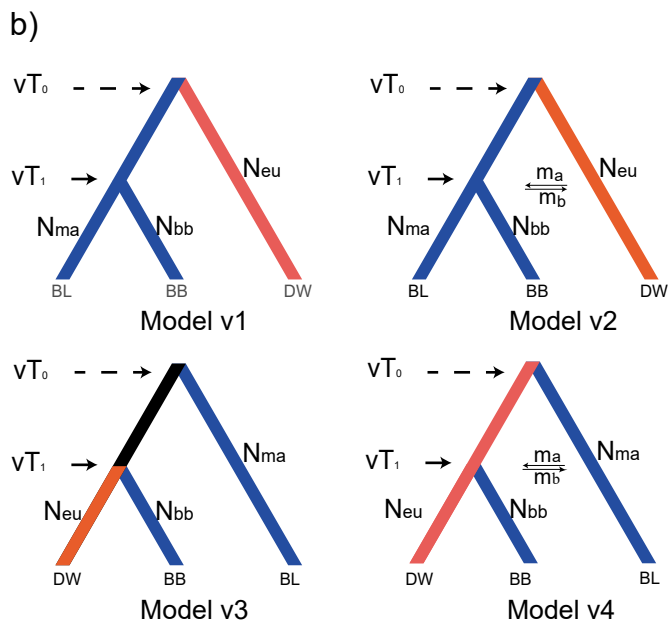 b)
vT₀
vT₁
Nma
Nbb
Neu
BL
BB
DW
Model v1
vT₀
vT₁
Nma
Nbb
ma
mb
Neu
BL
BB
DW
Model v2
vT₀
vT₁
Neu
Nbb
Nma
DW
BB
BL
Model v3
vT₀
vT₁
Neu
Nbb
ma
mb
Nma
DW
BB
BL
Model v4